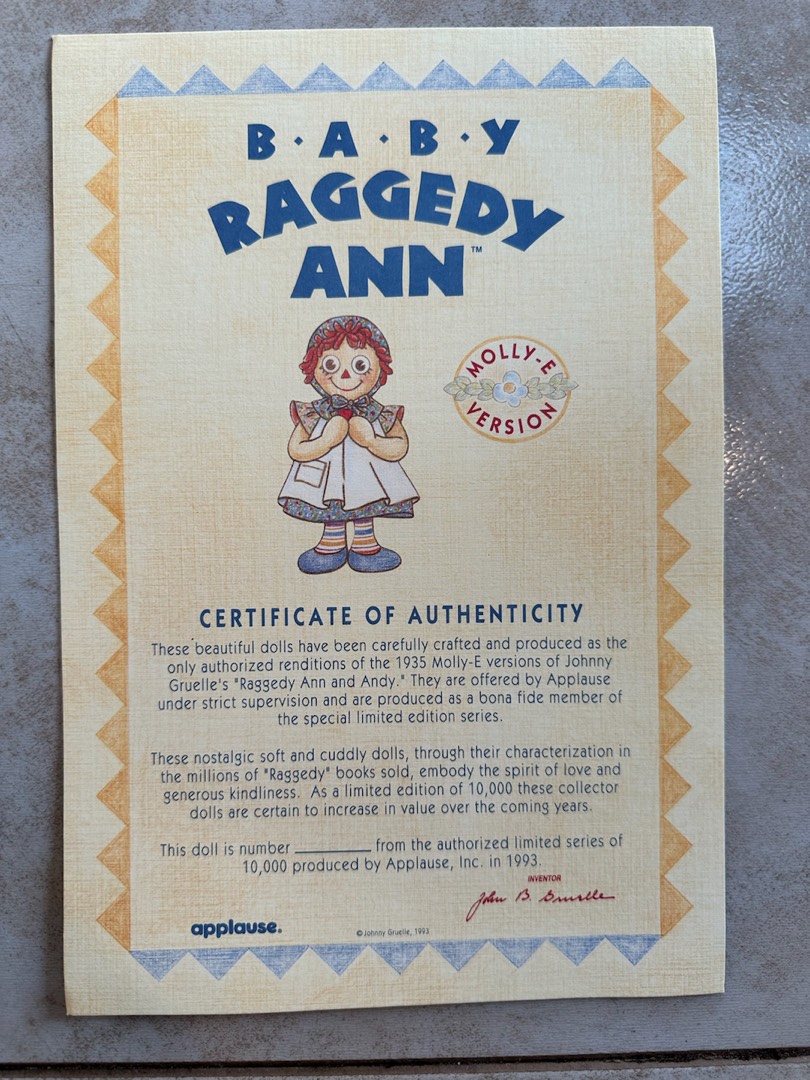 B·A·B·Y
RAGGEDY
ANN™
MOLLY-E
VERSION
CERTIFICATE OF AUTHENTICITY
These beautiful dolls have been carefully crafted and produced as the
only authorized renditions of the 1935 Molly-E versions of Johnny
Gruelle's "Raggedy Ann and Andy." They are offered by Applause
under strict supervision and are produced as a bona fide member of
the special limited edition series.
These nostalgic soft and cuddly dolls, through their characterization in
the millions of "Raggedy" books sold, embody the spirit of love and
generous kindliness. As a limited edition of 10,000 these collector
dolls are certain to increase in value over the coming years.
This doll is number __________ from the authorized limited series of
10,000 produced by Applause, Inc. in 1993.
INVENTOR
John B. Gruelle
applause.
© Johnny Gruelle, 1993